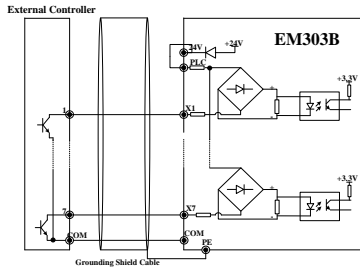 External Controller
24V
+24V
EM303B
PLC
+3.3V
1
X1
+3.3V
7
X7
COM
COM
PE
Grounding Shield Cable